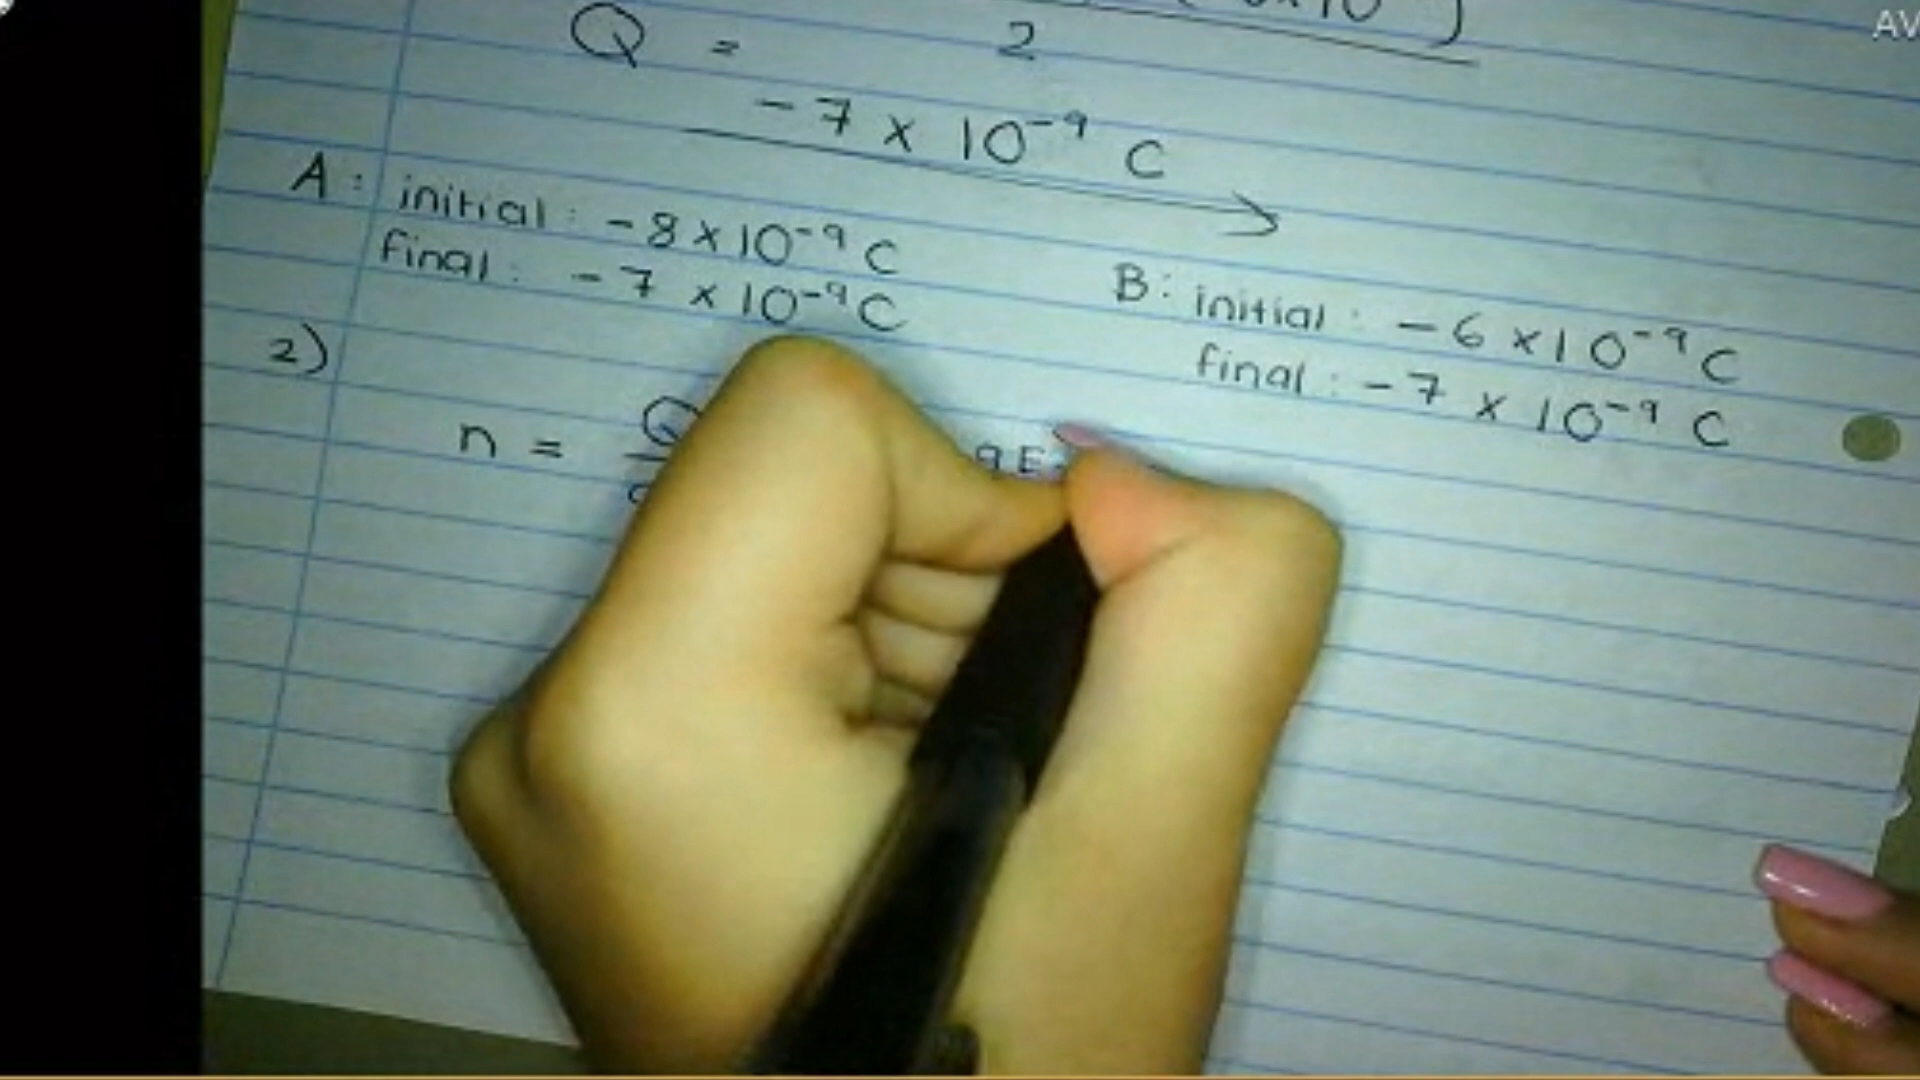 Q = 2
-7 x 10⁻⁹ C
A: initial: -8 x 10⁻⁹ C
final: -7 x 10⁻⁹ C
B: initial: -6 x 10⁻⁹ C
final: -7 x 10⁻⁹ C
2)
n = Q
AV